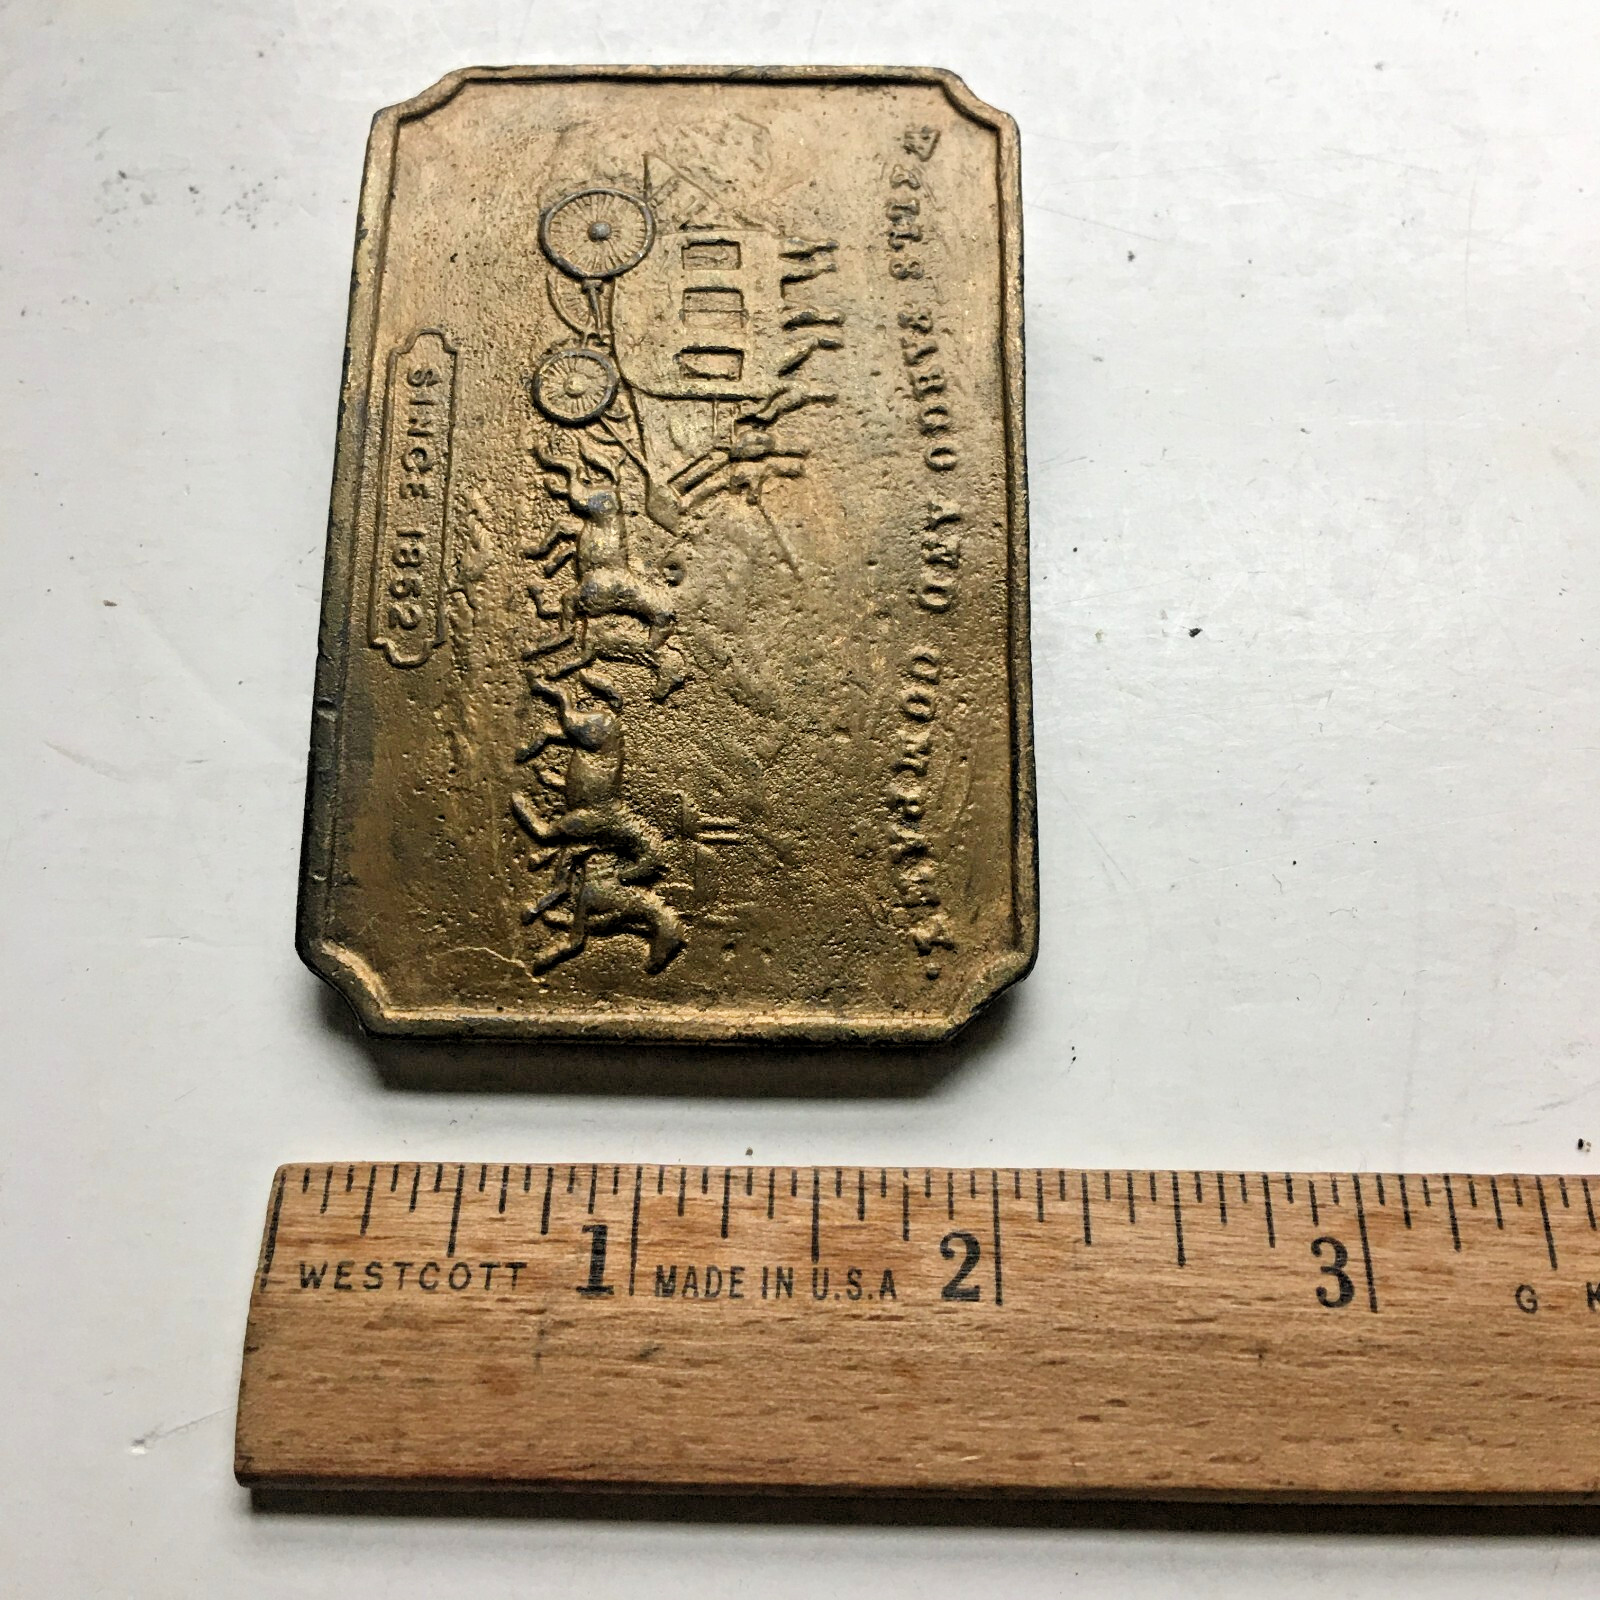 WELLS FARGO AND COMPANY.
SINCE 1852
1 2 3
WESTCOTT MADE IN U.S.A G K